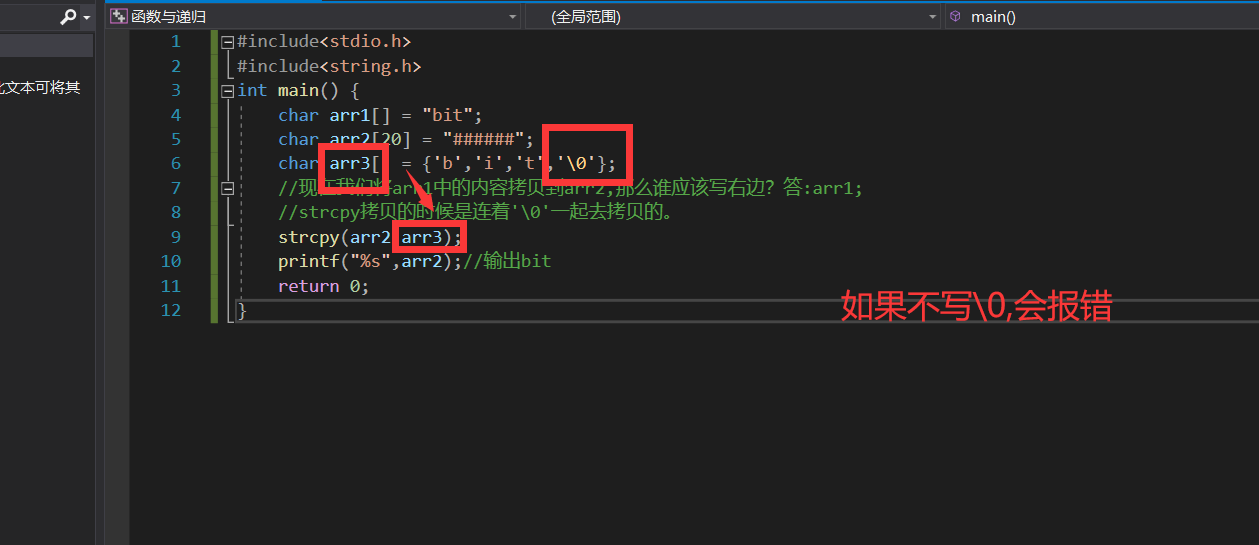 函数与递归 (全局范围) main()
化文本可将其
1 #include<stdio.h>
2 #include<string.h>
3 int main() {
4 char arr1[] = "bit";
5 char arr2[20] = "######";
6 char arr3[ = {'b','i','t','\0'};
7 //现在我们将arr1中的内容拷贝到arr2,那么谁应该写右边？答:arr1;
8 //strcpy拷贝的时候是连着'\0'一起去拷贝的。
9 strcpy(arr2 arr3);
10 printf("%s",arr2);//输出bit
11 return 0;
12 }
如果不写\0,会报错